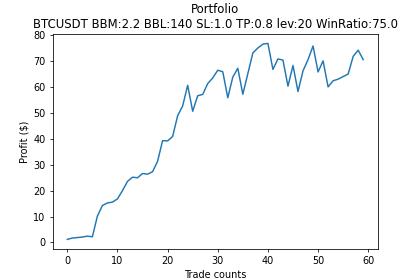 Portfolio
BTCUSDT BBM:2.2 BBL:140 SL:1.0 TP:0.8 lev:20 WinRatio:75.0
80
70
60
50
40
30
20
10
0
Profit ($)
0 10 20 30 40 50 60
Trade counts